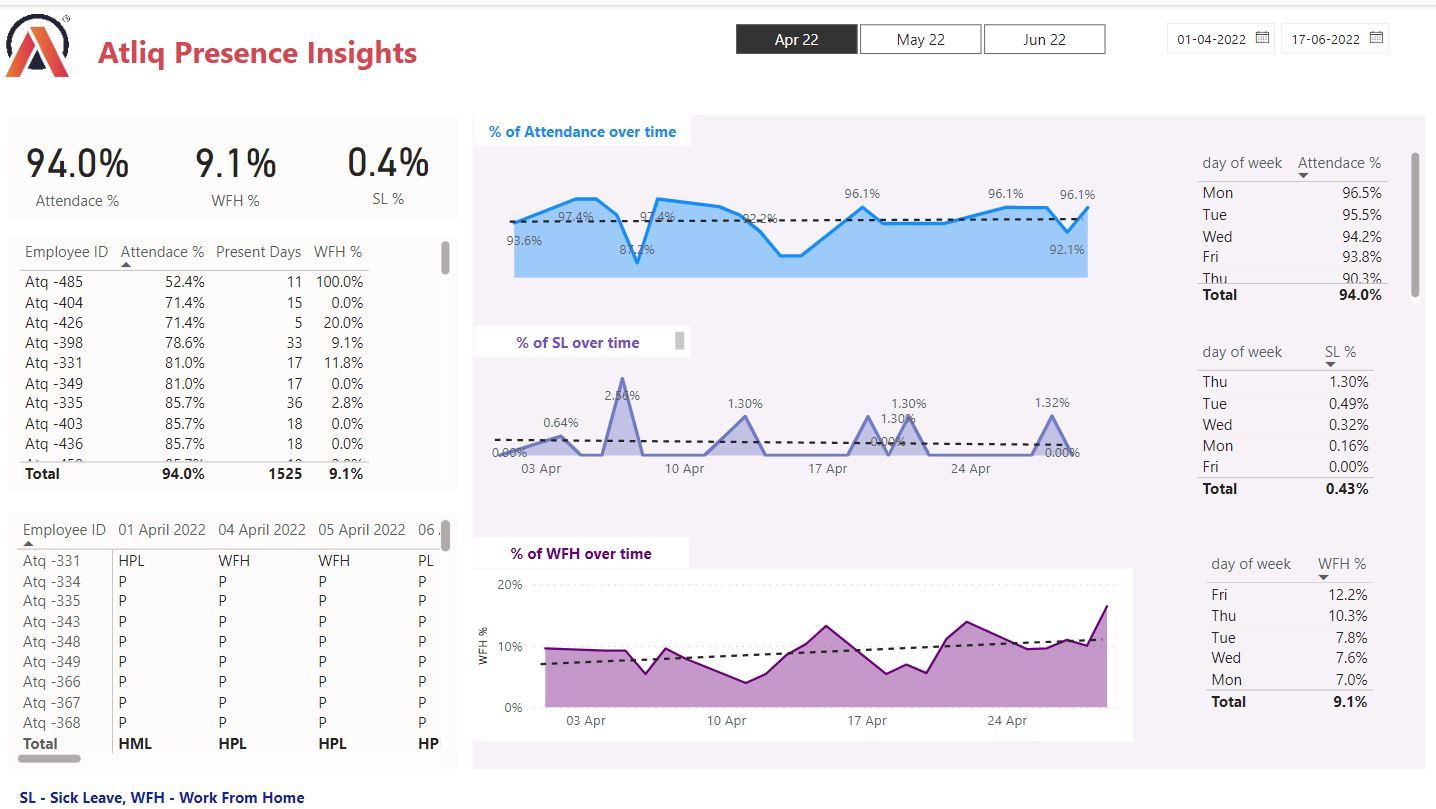 Atliq Presence Insights
Apr 22 May 22 Jun 22
01-04-2022 17-06-2022
94.0% 9.1% 0.4%
Attendace % WFH % SL %
Employee ID Attendace % Present Days WFH %
Atq -485 52.4% 11 100.0%
Atq -404 71.4% 15 0.0%
Atq -426 71.4% 5 20.0%
Atq -398 78.6% 33 9.1%
Atq -331 81.0% 17 11.8%
Atq -349 81.0% 17 0.0%
Atq -335 85.7% 36 2.8%
Atq -403 85.7% 18 0.0%
Atq -436 85.7% 18 0.0%
Total 94.0% 1525 9.1%
Employee ID 01 April 2022 04 April 2022 05 April 2022 06
Atq -331 HPL WFH WFH PL
Atq -334 P P P P
Atq -335 P P P P
Atq -343 P P P P
Atq -348 P P P P
Atq -349 P P P P
Atq -366 P P P P
Atq -367 P P P P
Atq -368 P P P P
Total HML HPL HPL HP
% of Attendance over time
93.6% 97.4% 87.2% 97.4% 92.2% 96.1% 96.1% 92.1% 96.1%
day of week Attendace %
Mon 96.5%
Tue 95.5%
Wed 94.2%
Fri 93.8%
Thu 90.3%
Total 94.0%
% of SL over time
0.00% 0.64% 2.56% 1.30% 1.30% 0.00% 1.30% 1.32% 0.00%
03 Apr 10 Apr 17 Apr 24 Apr
day of week SL %
Thu 1.30%
Tue 0.49%
Wed 0.32%
Mon 0.16%
Fri 0.00%
Total 0.43%
% of WFH over time
20%
10%
0%
WFH %
03 Apr 10 Apr 17 Apr 24 Apr
day of week WFH %
Fri 12.2%
Thu 10.3%
Tue 7.8%
Wed 7.6%
Mon 7.0%
Total 9.1%
SL - Sick Leave, WFH - Work From Home